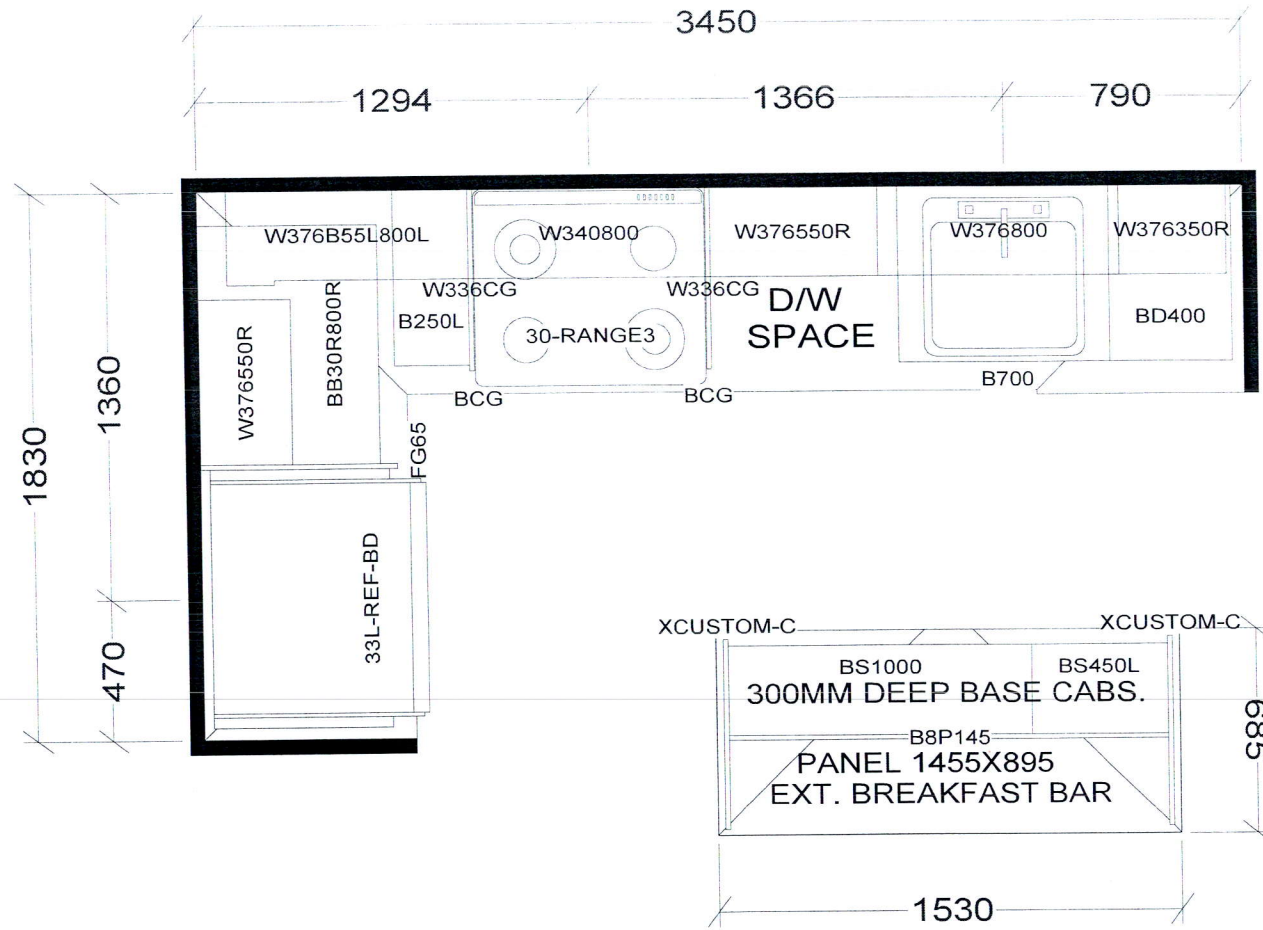 3450
1294
1366
790
W376B55L800L
W340800
W376550R
W376800
W376350R
W336CG
W336CG
D/W
SPACE
B250L
30-RANGE3
BD400
BB30R800R
W376550R
BCG
BCG
B700
FG65
1360
1830
470
33L-REF-BD
XCUSTOM-C
XCUSTOM-C
BS1000
BS450L
300MM DEEP BASE CABS.
B8P145
PANEL 1455X895
EXT. BREAKFAST BAR
685
1530